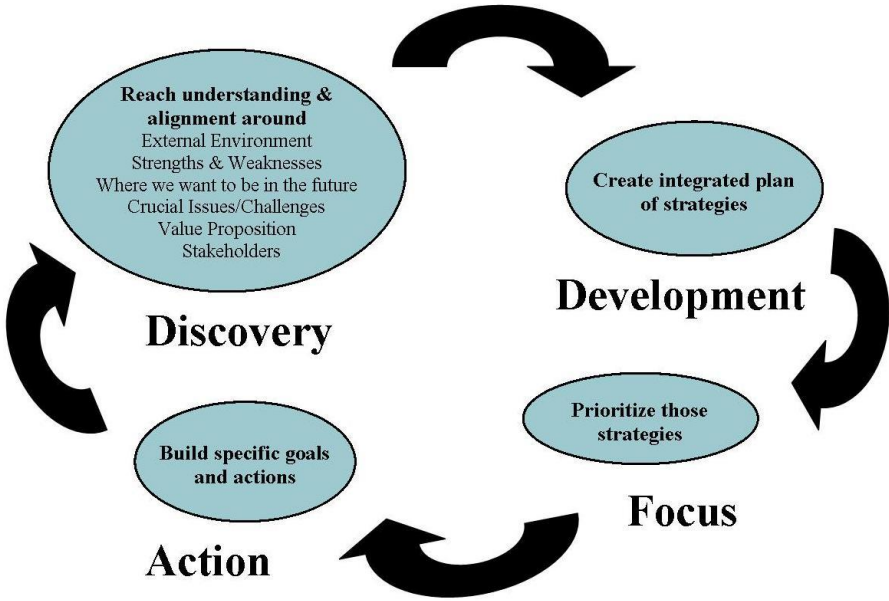 Reach understanding &
alignment around
External Environment
Strengths & Weaknesses
Where we want to be in the future
Crucial Issues/Challenges
Value Proposition
Stakeholders
Discovery
Create integrated plan
of strategies
Development
Prioritize those
strategies
Focus
Build specific goals
and actions
Action